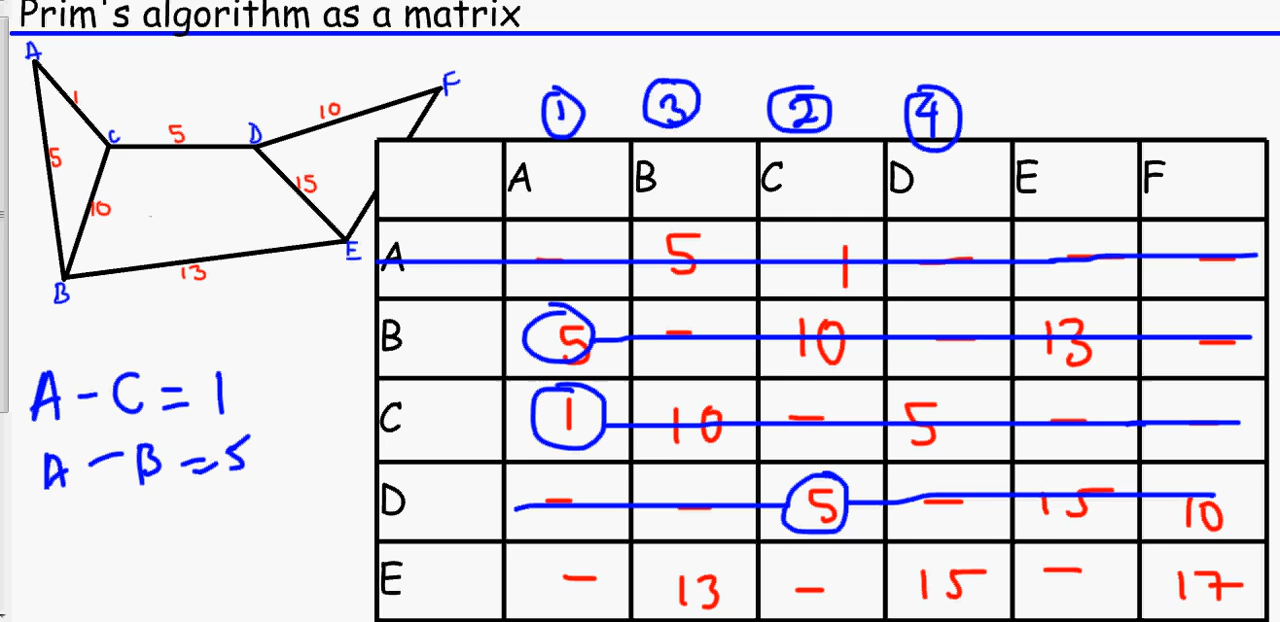 Prim's algorithm as a matrix
A
F
1
10
C
5
D
5
15
10
E
13
B
A - C = 1
A - B = 5
1 3 2 4
A B C D E F
A - 5 1 - - -
B 5 - 10 - 13 -
C 1 10 - 5 - -
D - - 5 - 15 10
E - 13 - 15 - 17